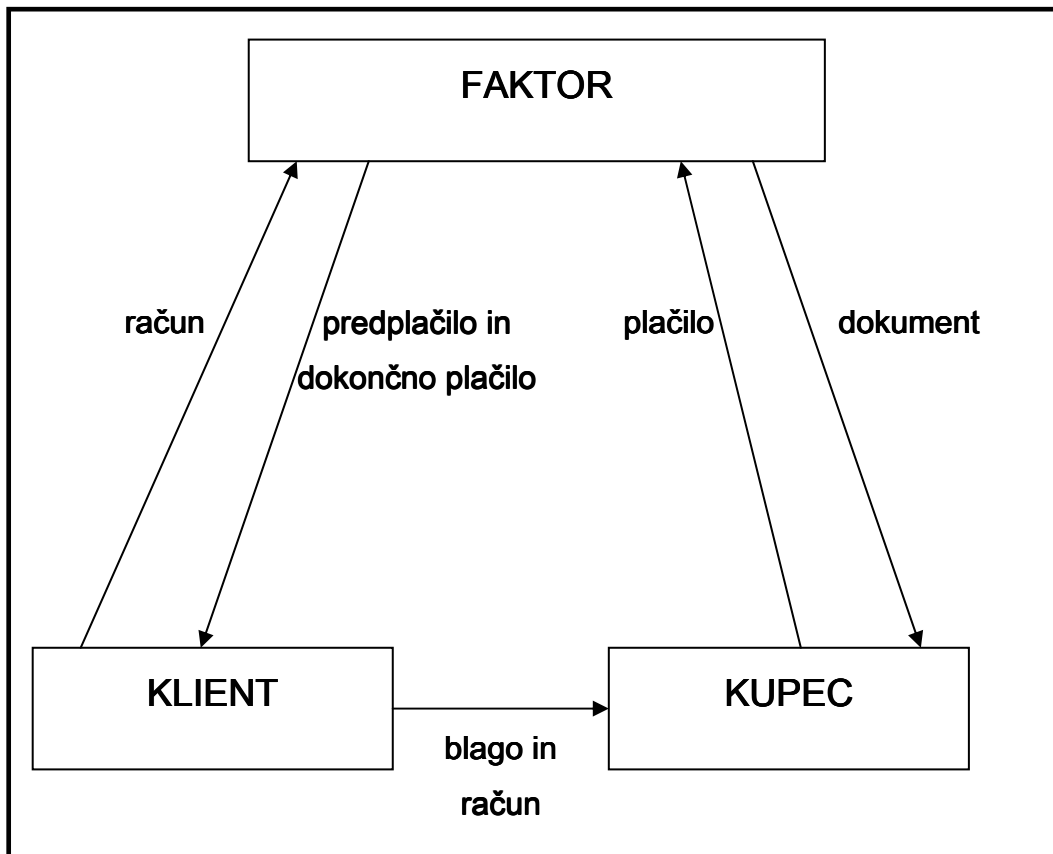 FAKTOR
račun
predplačilo in
dokončno plačilo
plačilo
dokument
KLIENT
KUPEC
blago in
račun